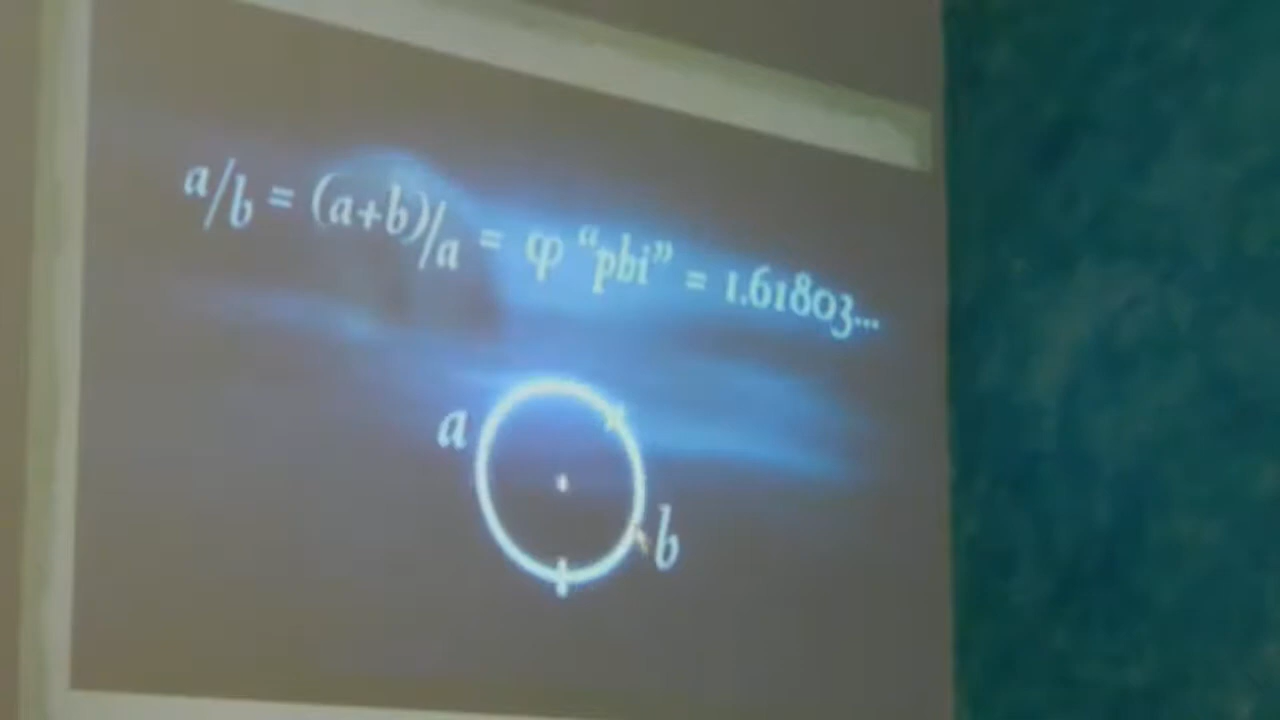 a/b = (a+b)/a = φ “phi” = 1.61803...
a
b